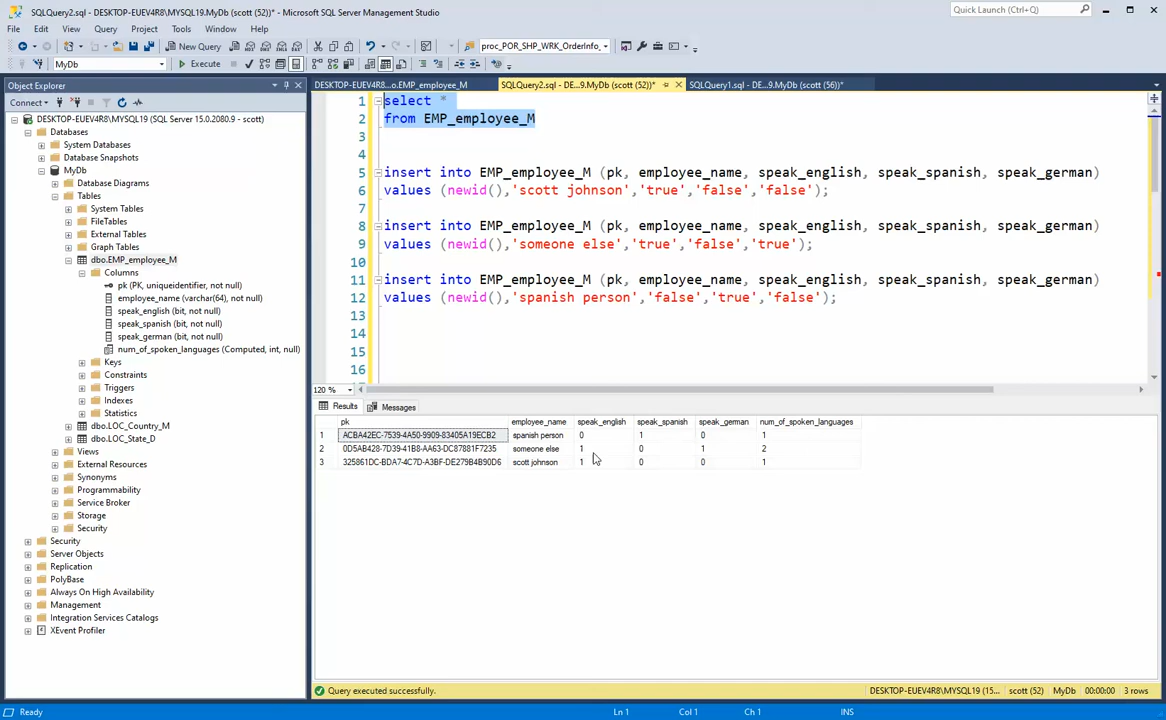 SQLQuery2.sql - DESKTOP-EUEV4R8\MYSQL19.MyDb (scott (52))* - Microsoft SQL Server Management Studio
Quick Launch (Ctrl+Q)
File Edit View Query Project Tools Window Help
New Query
proc_POR_SHP_WRK_OrderInfo_
MyDb
Execute
Object Explorer
DESKTOP-EUEV4R8\MYSQL19...o.EMP_employee_M
SQLQuery2.sql - DE...9.MyDb (scott (52))*
SQLQuery1.sql - DE...9.MyDb (scott (56))*
Connect
DESKTOP-EUEV4R8\MYSQL19 (SQL Server 15.0.2080.9 - scott)
Databases
System Databases
Database Snapshots
MyDb
Database Diagrams
Tables
System Tables
FileTables
External Tables
Graph Tables
dbo.EMP_employee_M
Columns
pk (PK, uniqueidentifier, not null)
employee_name (varchar(64), not null)
speak_english (bit, not null)
speak_spanish (bit, not null)
speak_german (bit, not null)
num_of_spoken_languages (Computed, int, null)
Keys
Constraints
Triggers
Indexes
Statistics
dbo.LOC_Country_M
dbo.LOC_State_D
Views
External Resources
Synonyms
Programmability
Service Broker
Storage
Security
Security
Server Objects
Replication
PolyBase
Always On High Availability
Management
Integration Services Catalogs
XEvent Profiler
1 select *
2 from EMP_employee_M
3
4
5 insert into EMP_employee_M (pk, employee_name, speak_english, speak_spanish, speak_german)
6 values (newid(),'scott johnson','true','false','false');
7
8 insert into EMP_employee_M (pk, employee_name, speak_english, speak_spanish, speak_german)
9 values (newid(),'someone else','true','false','true');
10
11 insert into EMP_employee_M (pk, employee_name, speak_english, speak_spanish, speak_german)
12 values (newid(),'spanish person','false','true','false');
13
14
15
16
120 %
Results Messages
pk employee_name speak_english speak_spanish speak_german num_of_spoken_languages
1 ACBA42EC-7539-4A50-9909-83405A19ECB2 spanish person 0 1 0 1
2 0D5AB428-7D39-41B8-AA63-DC87881F7235 someone else 1 0 1 2
3 325861DC-BDA7-4C7D-A3BF-DE279B4B90D6 scott johnson 1 0 0 1
Query executed successfully.
DESKTOP-EUEV4R8\MYSQL19 (15... scott (52) MyDb 00:00:00 3 rows
Ready Ln 1 Col 1 Ch 1 INS